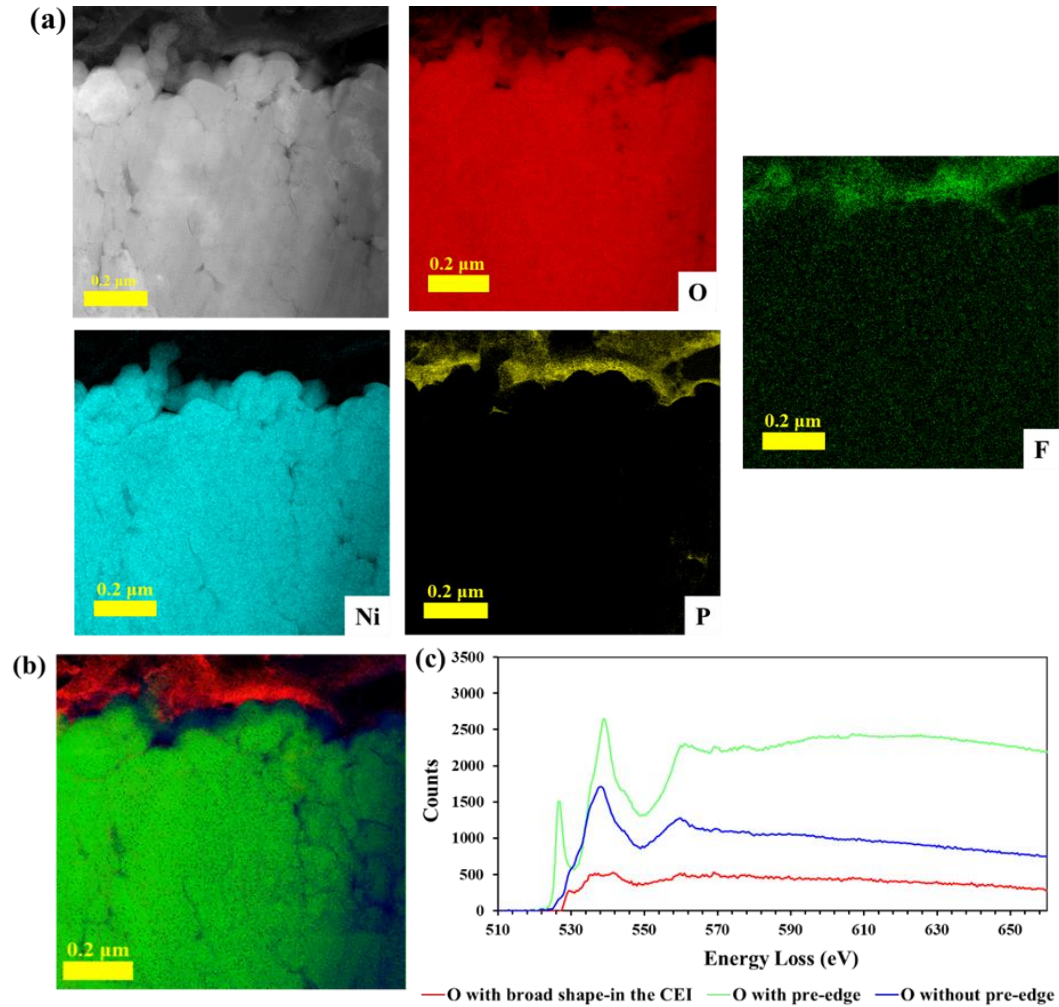 (a)
0.2 µm
0.2 µm
O
0.2 µm
F
0.2 µm
Ni
0.2 µm
P
(b)
0.2 µm
(c)
3500
3000
2500
2000
1500
1000
500
0
Counts
510 530 550 570 590 610 630 650
Energy Loss (eV)
O with broad shape-in the CEI O with pre-edge O without pre-edge